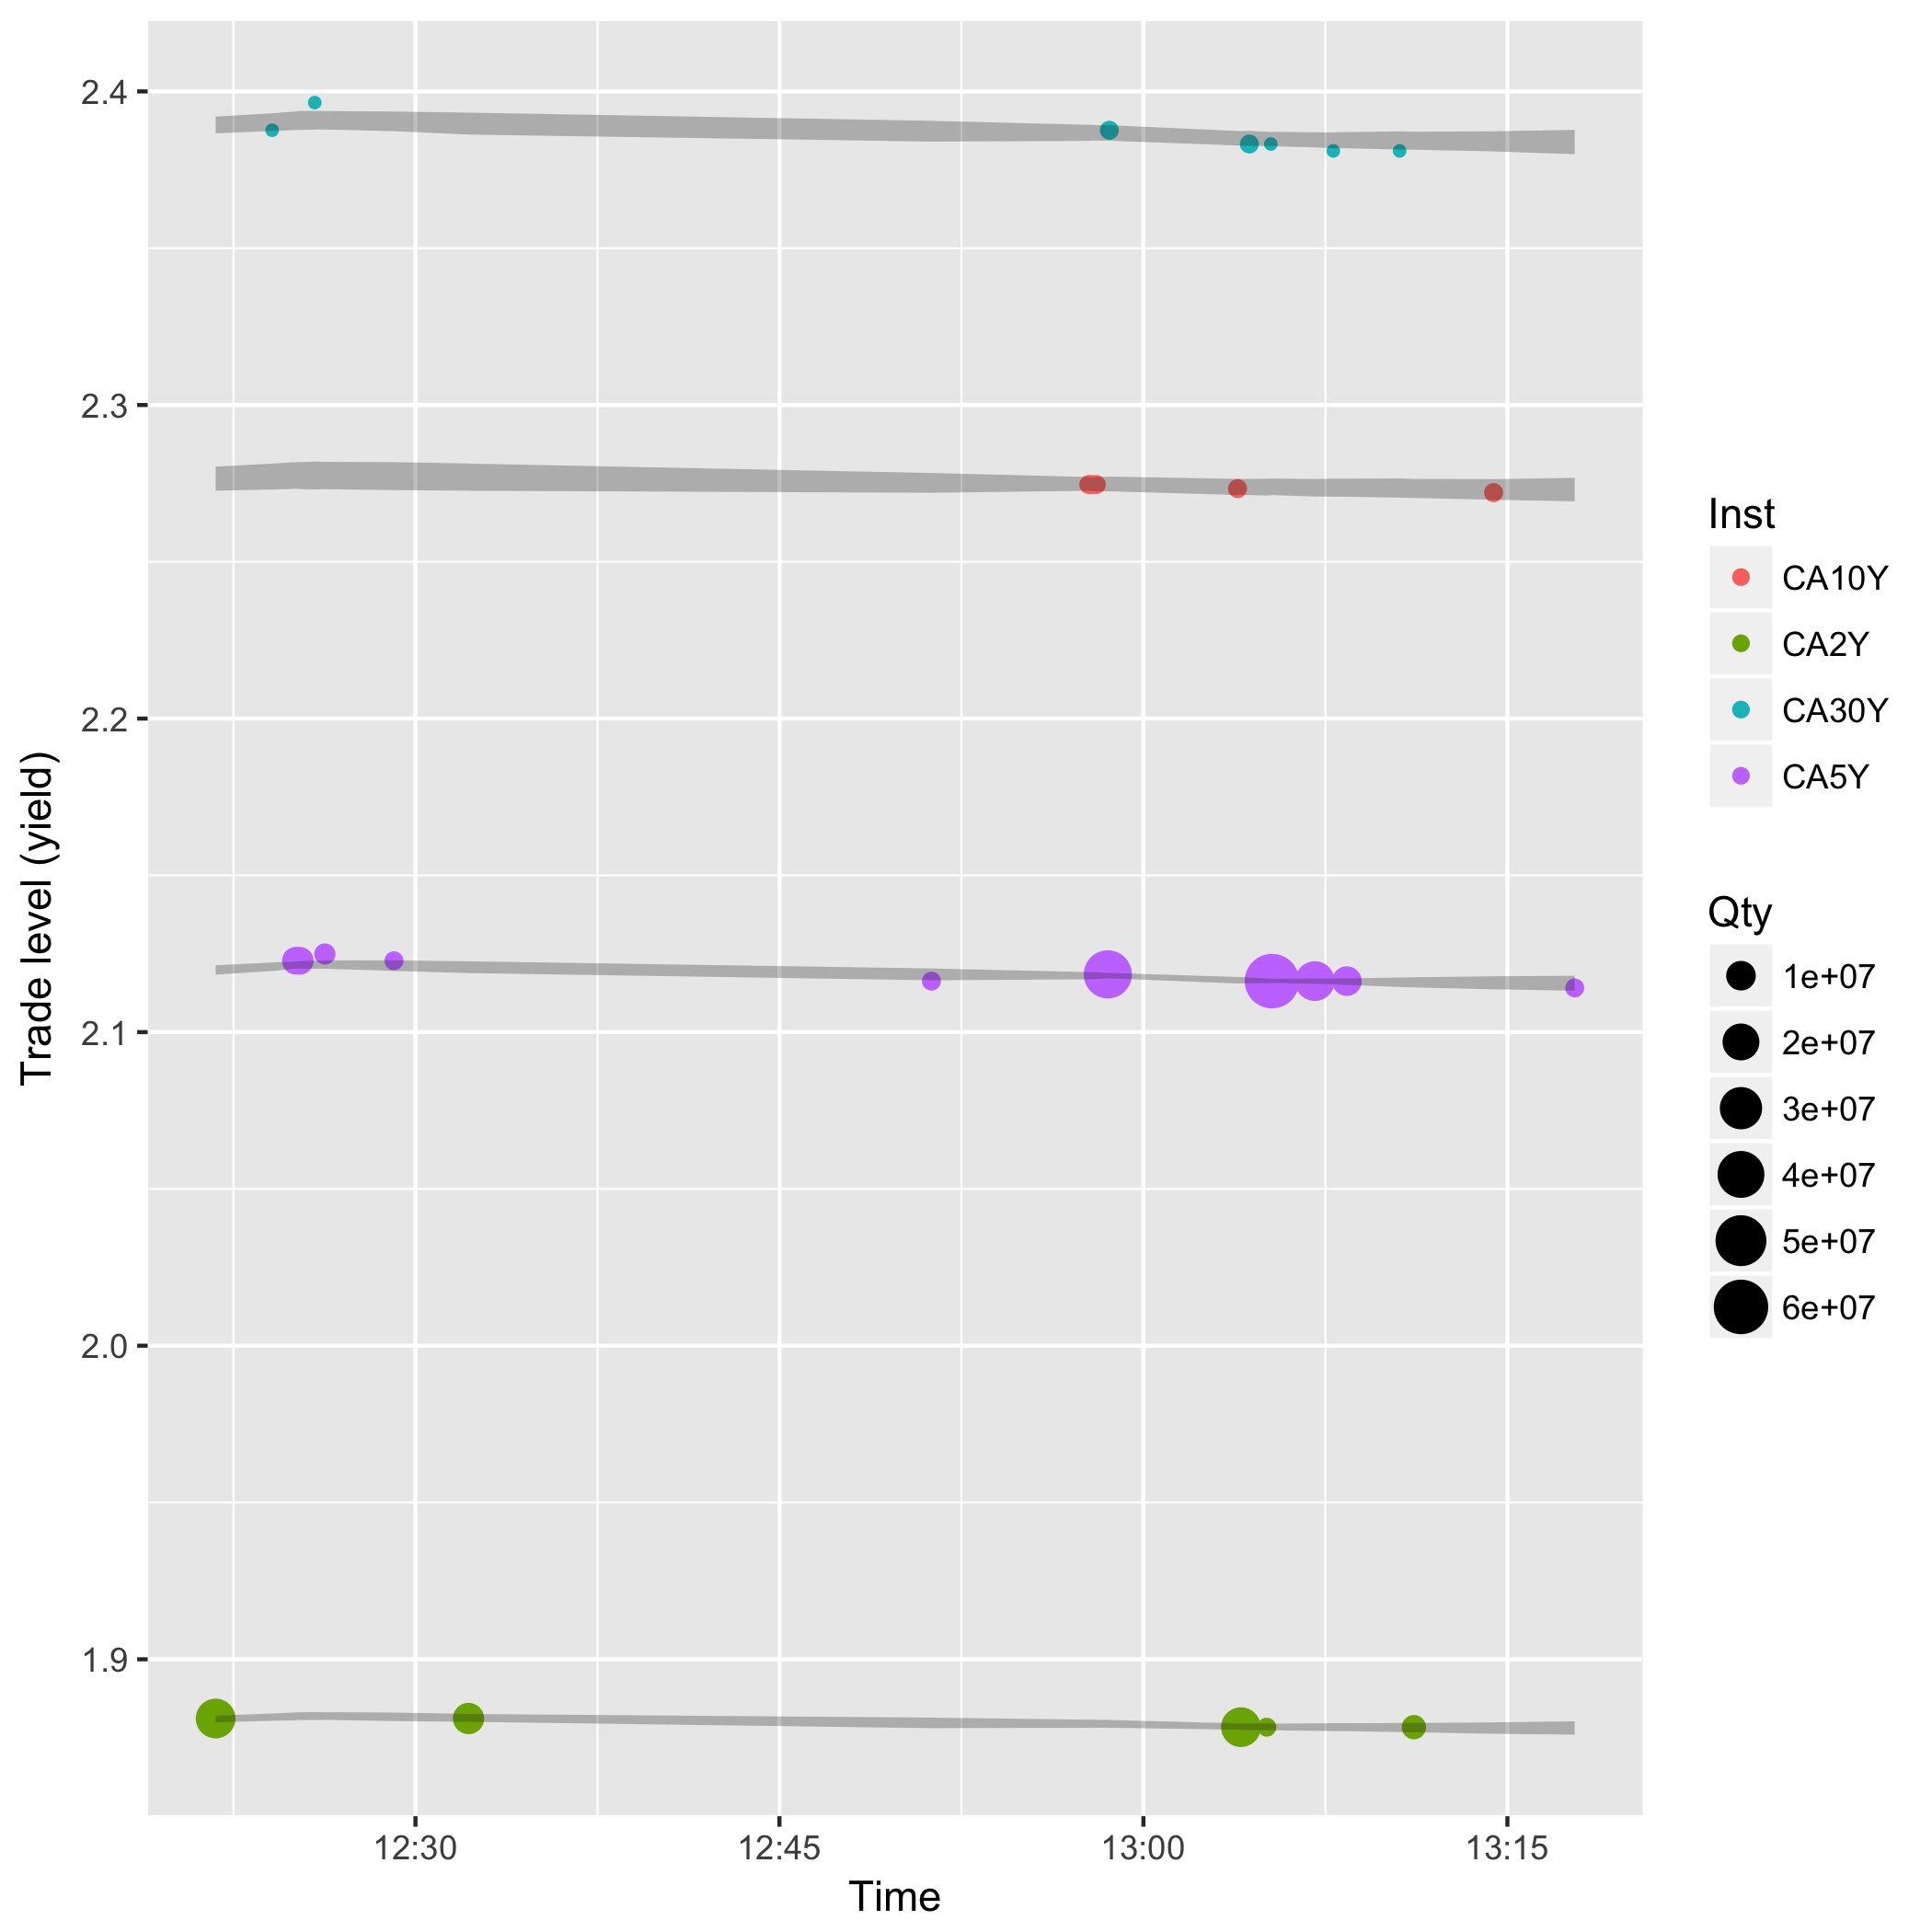 2.4
2.3
2.2
2.1
2.0
1.9
Trade level (yield)
12:30 12:45 13:00 13:15
Time
Inst
CA10Y
CA2Y
CA30Y
CA5Y
Qty
1e+07
2e+07
3e+07
4e+07
5e+07
6e+07